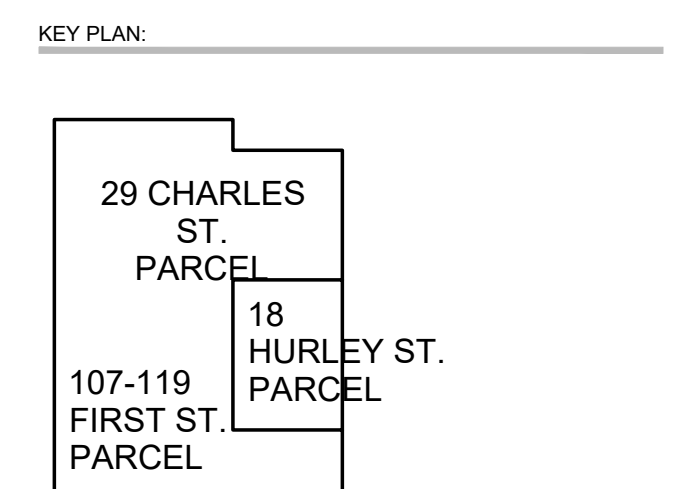 KEY PLAN:
29 CHARLES
ST.
PARCEL
18
HURLEY ST.
PARCEL
107-119
FIRST ST.
PARCEL